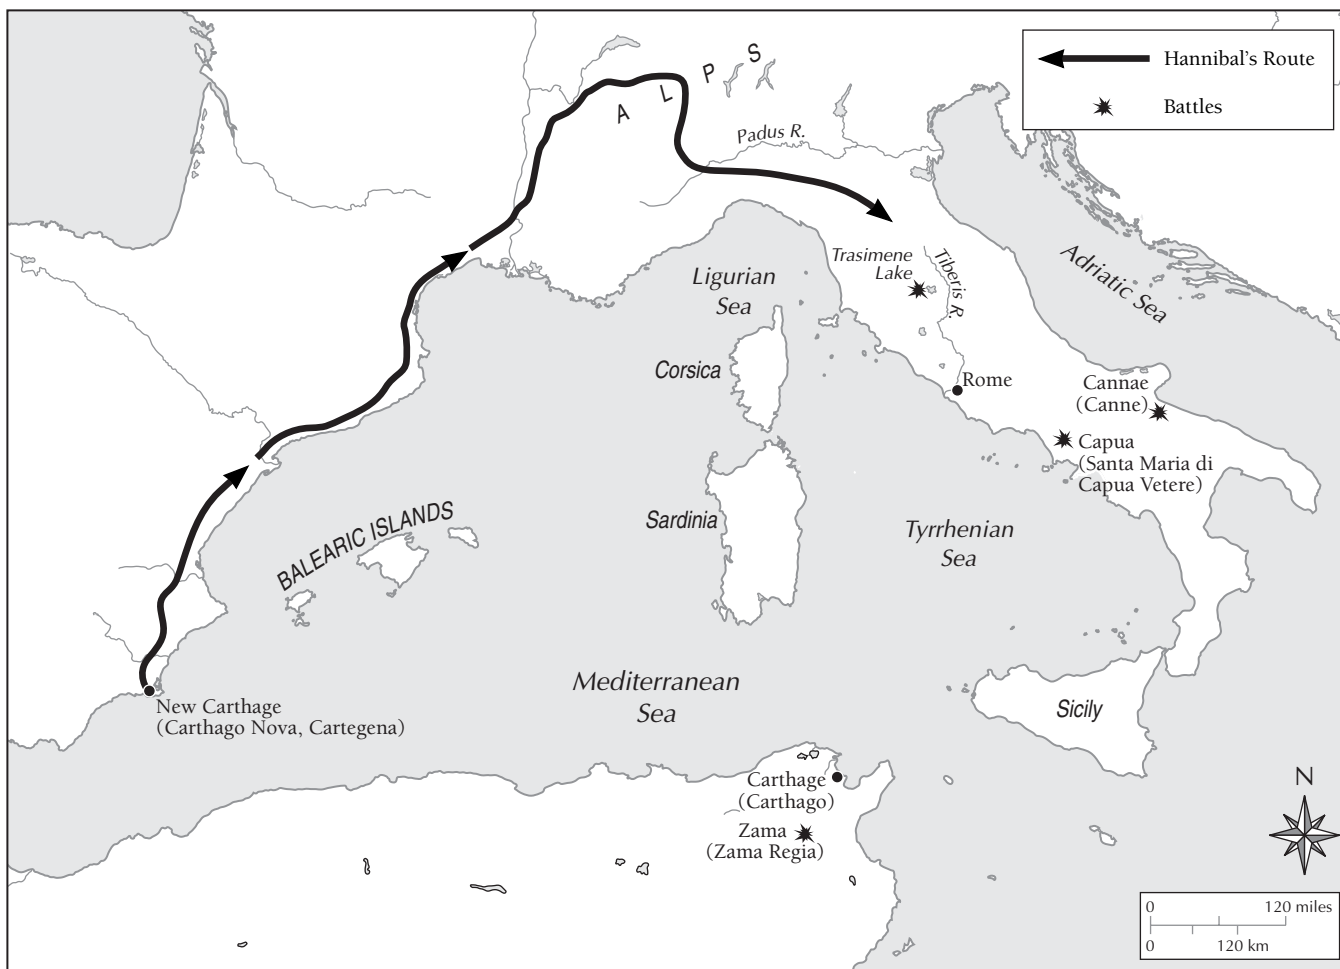 Hannibal's Route
Battles
A L P S
Padus R.
Trasimene
Lake
Tiberis R.
Ligurian
Sea
Adriatic Sea
Corsica
Rome
Cannae
(Canne)
Capua
(Santa Maria di
Capua Vetere)
Sardinia
BALEARIC ISLANDS
Tyrrhenian
Sea
Mediterranean
Sea
New Carthage
(Carthago Nova, Cartegena)
Sicily
Carthage
(Carthago)
Zama
(Zama Regia)
N
0 120 miles
0 120 km